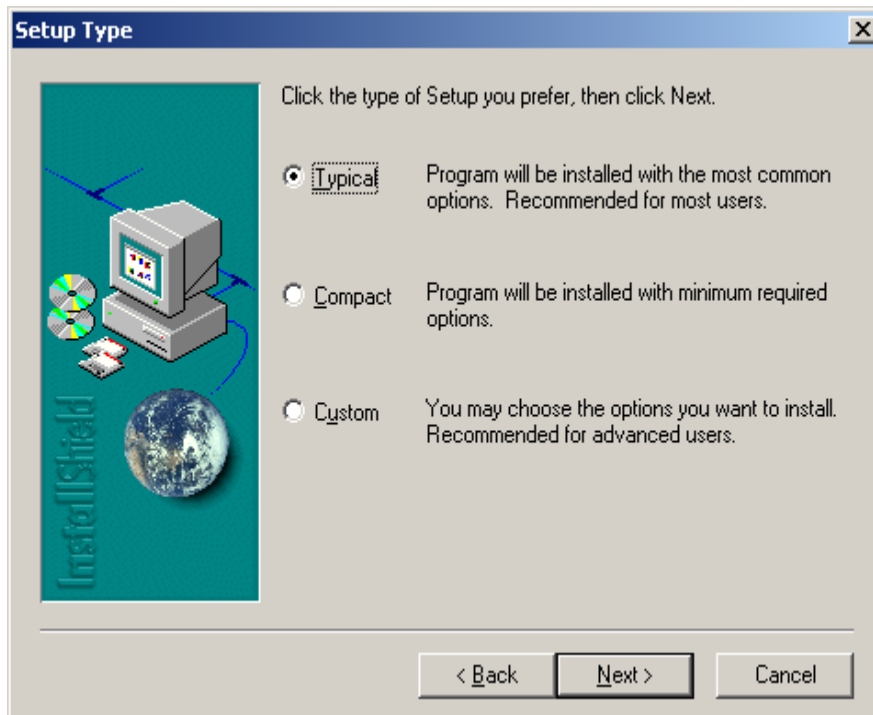 Setup Type
Click the type of Setup you prefer, then click Next.
Typical Program will be installed with the most common
options.  Recommended for most users.
Compact Program will be installed with minimum required
options.
Custom You may choose the options you want to install.
Recommended for advanced users.
InstallShield
< Back Next > Cancel